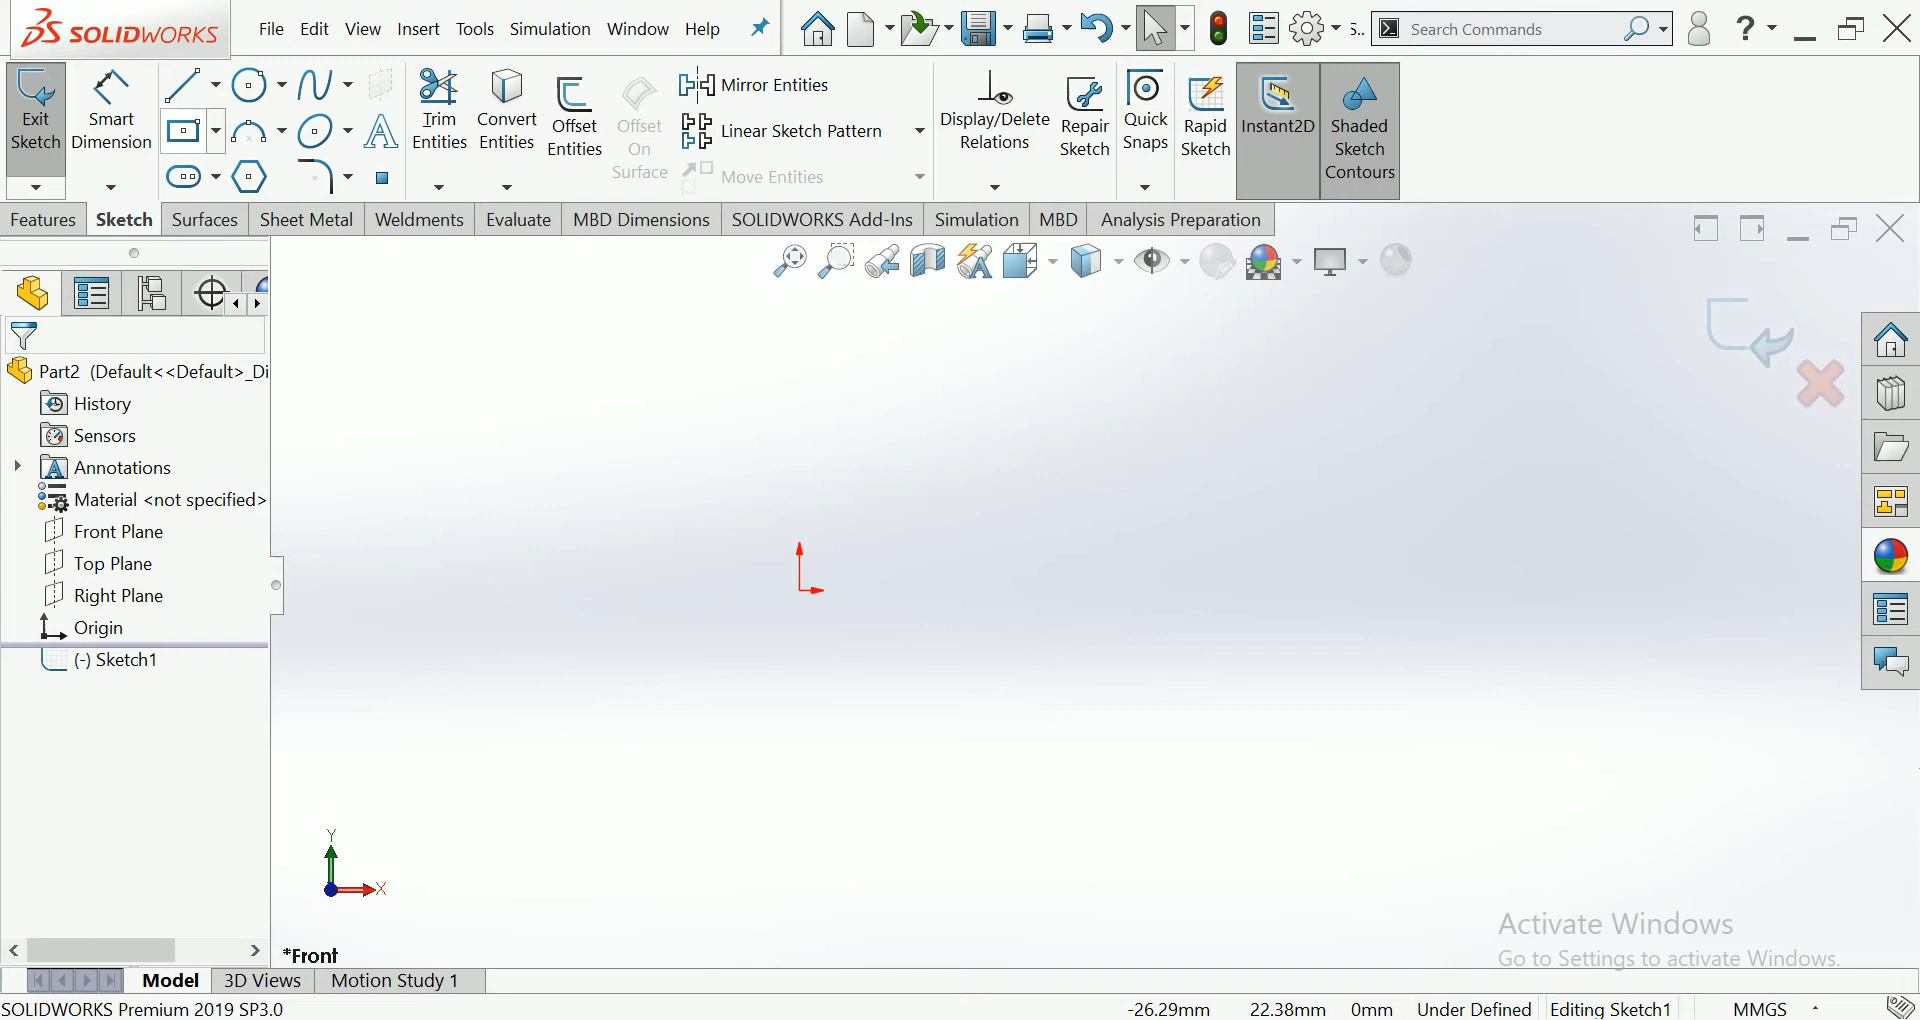 SOLIDWORKS File Edit View Insert Tools Simulation Window Help S.. Search Commands ?
Exit Sketch
Smart Dimension
Trim Entities
Convert Entities
Offset Entities
Offset On Surface
Mirror Entities
Linear Sketch Pattern
Move Entities
Display/Delete Relations
Repair Sketch
Quick Snaps
Rapid Sketch
Instant2D
Shaded Sketch Contours
Features Sketch Surfaces Sheet Metal Weldments Evaluate MBD Dimensions SOLIDWORKS Add-Ins Simulation MBD Analysis Preparation
Part2 (Default<<Default>_Di
History
Sensors
Annotations
Material <not specified>
Front Plane
Top Plane
Right Plane
Origin
(-) Sketch1
Y
X
*Front
Activate Windows
Go to Settings to activate Windows.
Model 3D Views Motion Study 1
SOLIDWORKS Premium 2019 SP3.0 -26.29mm 22.38mm 0mm Under Defined Editing Sketch1 MMGS